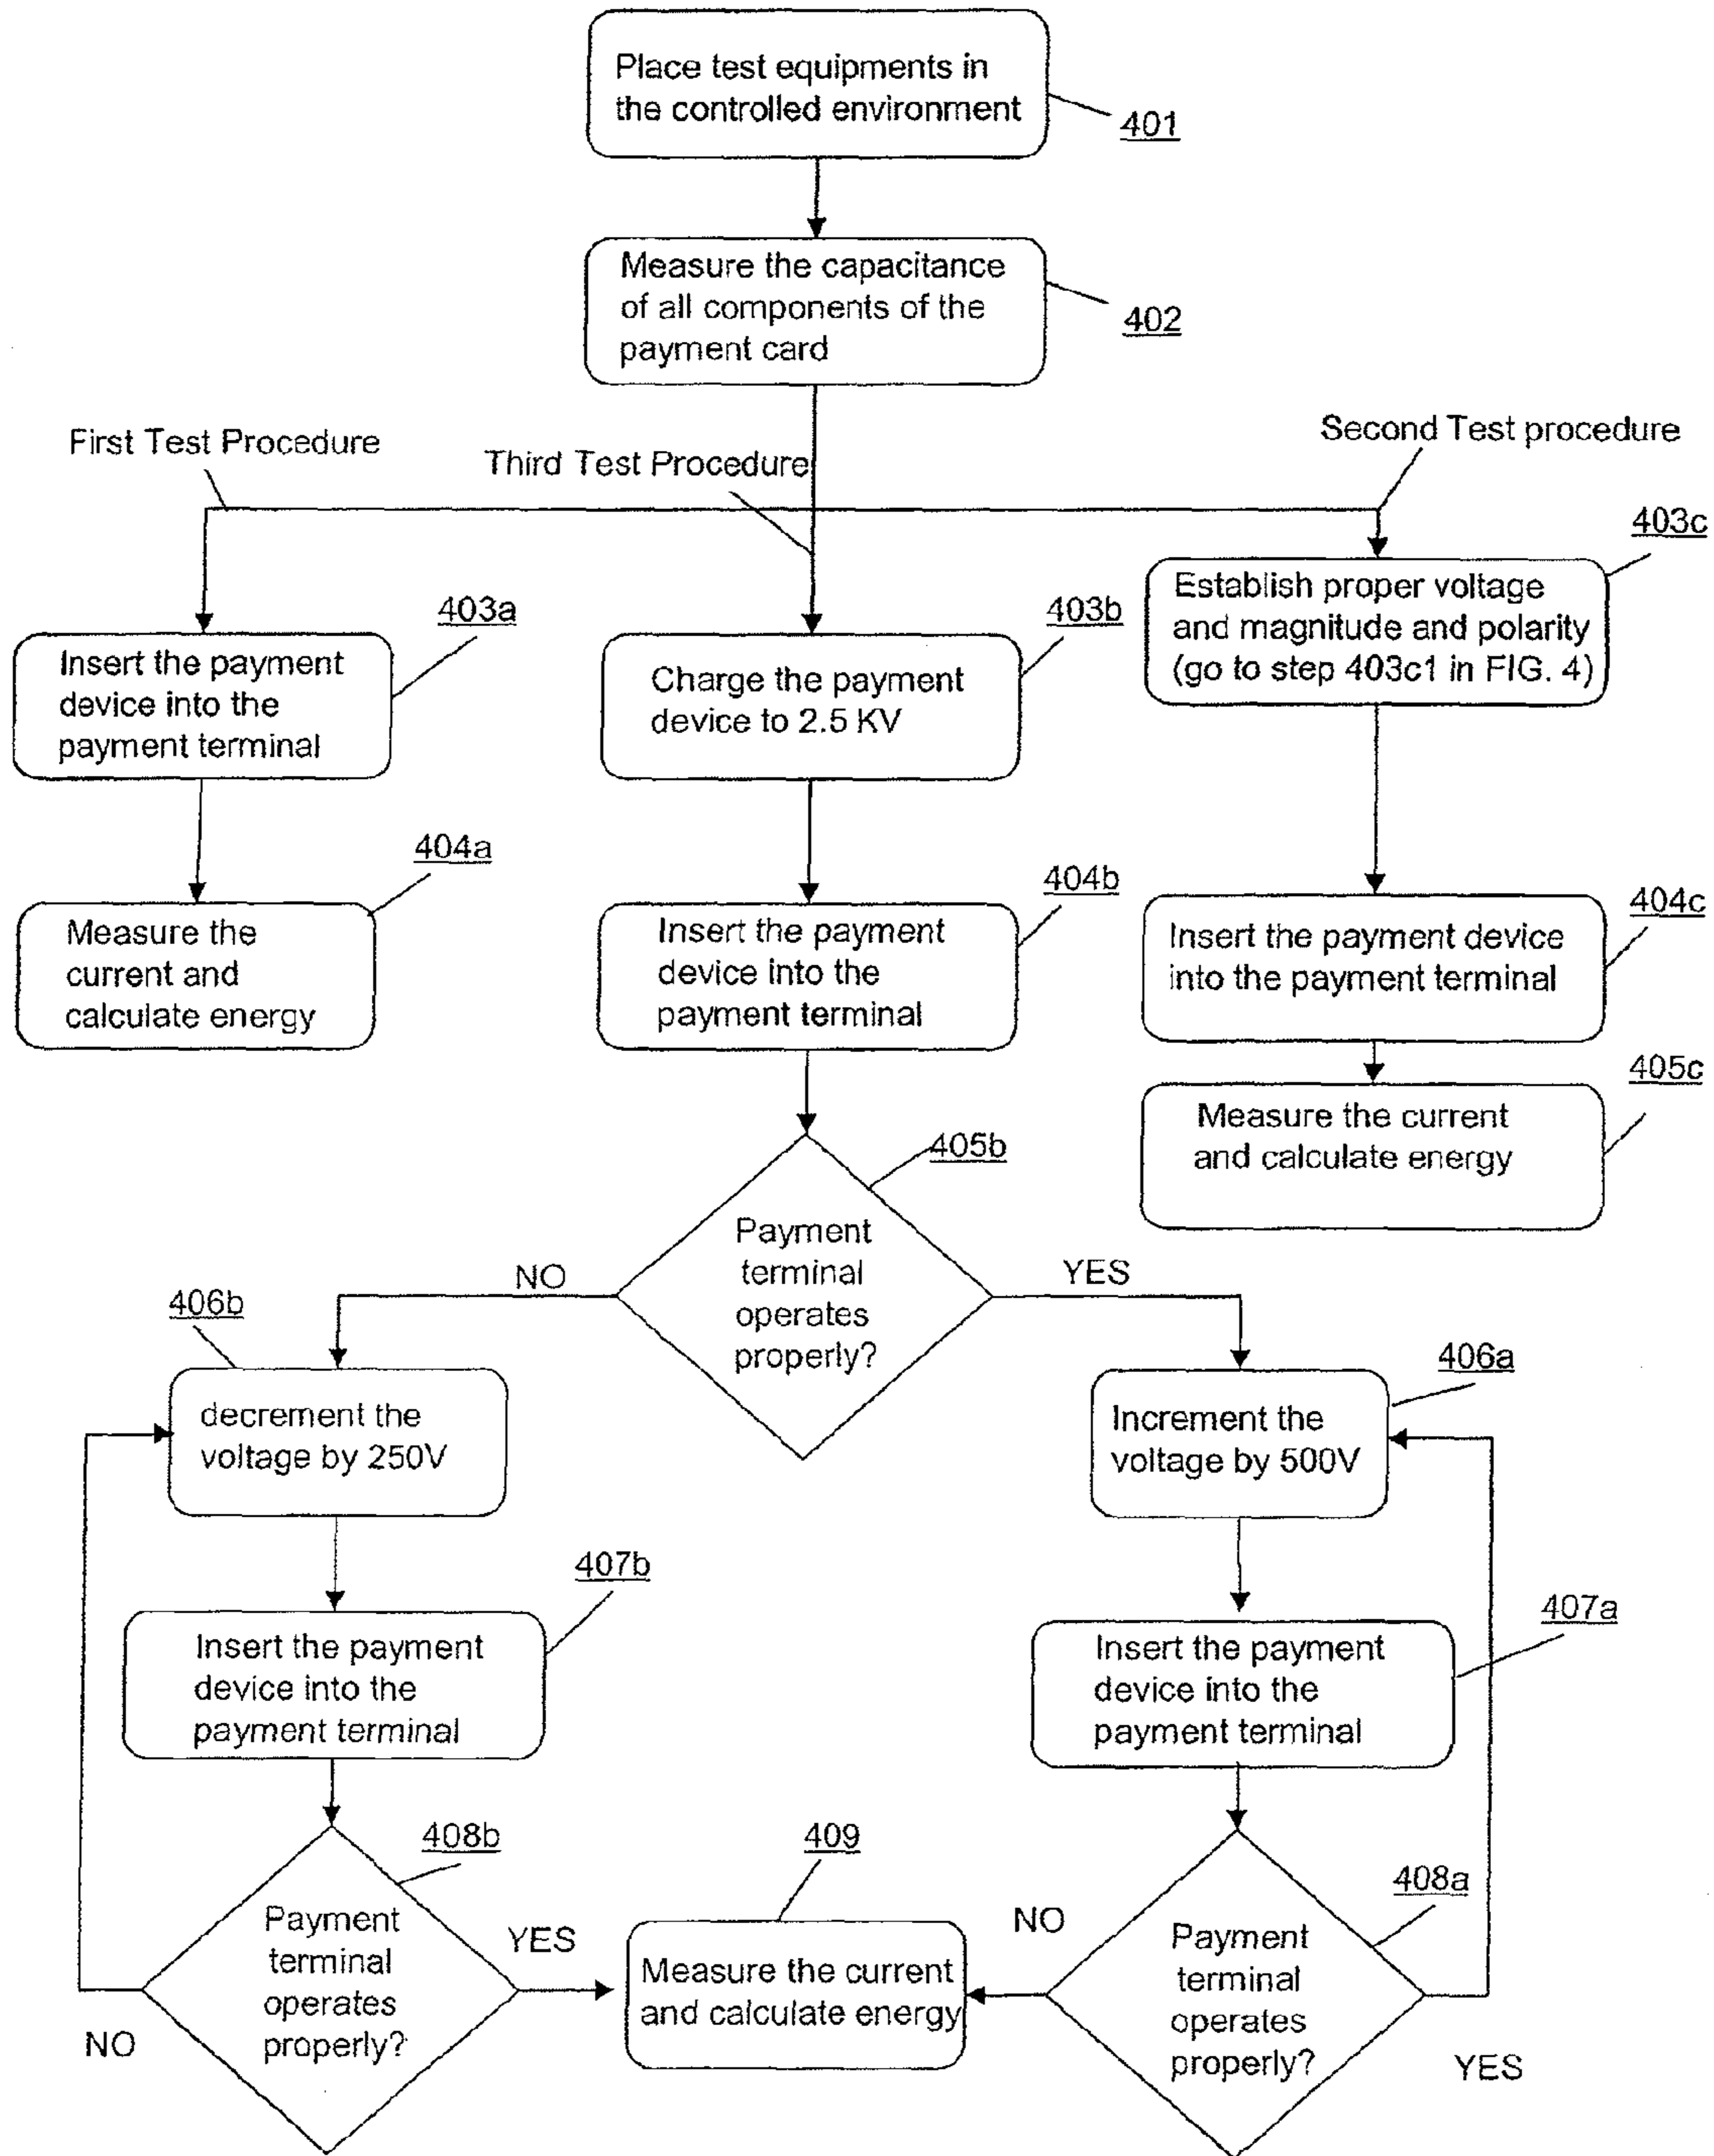 Place test equipments in
the controlled environment
401
Measure the capacitance
of all components of the
payment card
402
First Test Procedure
Third Test Procedure
Second Test procedure
403a
Insert the payment
device into the
payment terminal
403b
Charge the payment
device to 2.5 KV
403c
Establish proper voltage
and magnitude and polarity
(go to step 403c1 in FIG. 4)
404a
Measure the
current and
calculate energy
404b
Insert the payment
device into the
payment terminal
404c
Insert the payment device
into the payment terminal
405c
Measure the current
and calculate energy
405b
Payment
terminal
operates
properly?
NO
YES
406b
decrement the
voltage by 250V
406a
Increment the
voltage by 500V
407b
Insert the payment
device into the
payment terminal
407a
Insert the payment
device into the
payment terminal
408b
Payment
terminal
operates
properly?
NO
YES
409
Measure the current
and calculate energy
NO
408a
Payment
terminal
operates
properly?
YES